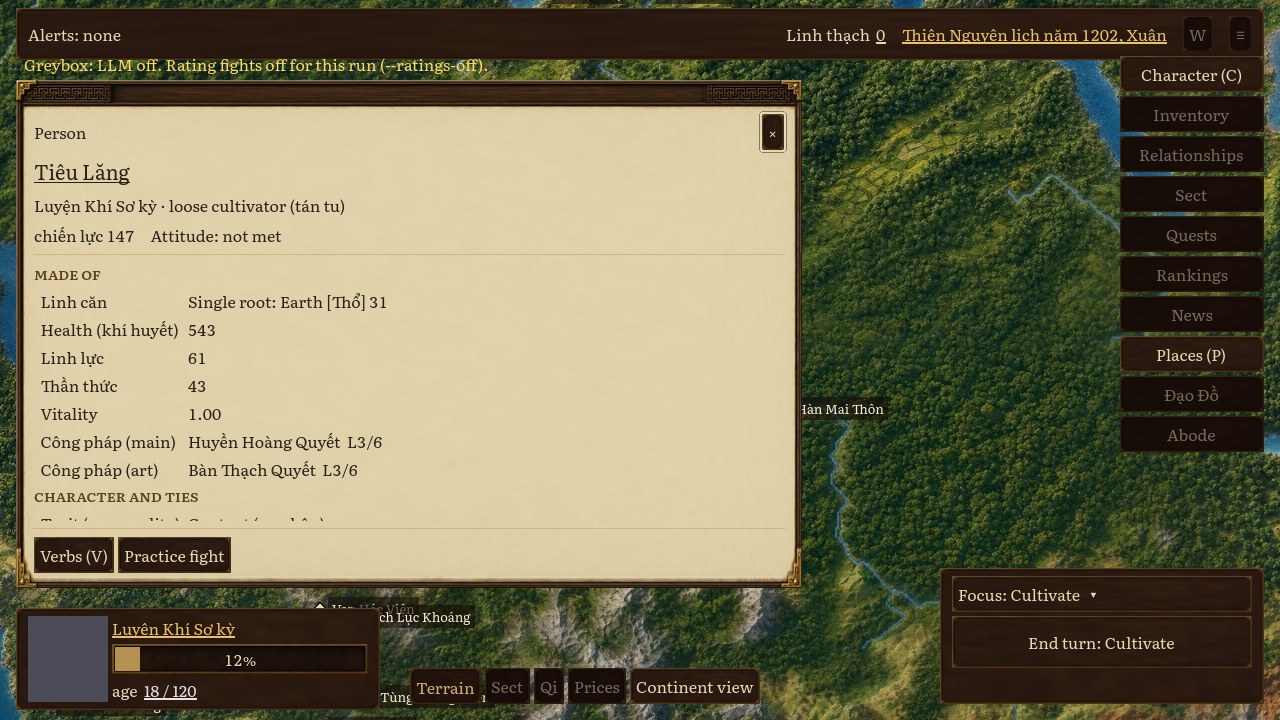 Alerts: none
Linh thạch 0 Thiên Nguyên lịch năm 1202, Xuân W ☰
Greybox: LLM off. Rating fights off for this run (--ratings-off).
Character (C)
Inventory
Relationships
Sect
Quests
Rankings
News
Places (P)
Đạo Đồ
Abode
Person ×
Tiêu Lăng
Luyện Khí Sơ kỳ · loose cultivator (tán tu)
chiến lực 147 Attitude: not met
MADE OF
Linh căn Single root: Earth [Thổ] 31
Health (khí huyết) 543
Linh lực 61
Thần thức 43
Vitality 1.00
Công pháp (main) Huyền Hoàng Quyết L3/6
Công pháp (art) Bàn Thạch Quyết L3/6
CHARACTER AND TIES
Verbs (V) Practice fight
Hàn Mai Thôn
ch Lục Khoáng
Luyện Khí Sơ kỳ
12%
age 18 / 120
Tùng
Terrain Sect Qi Prices Continent view
Focus: Cultivate ▾
End turn: Cultivate